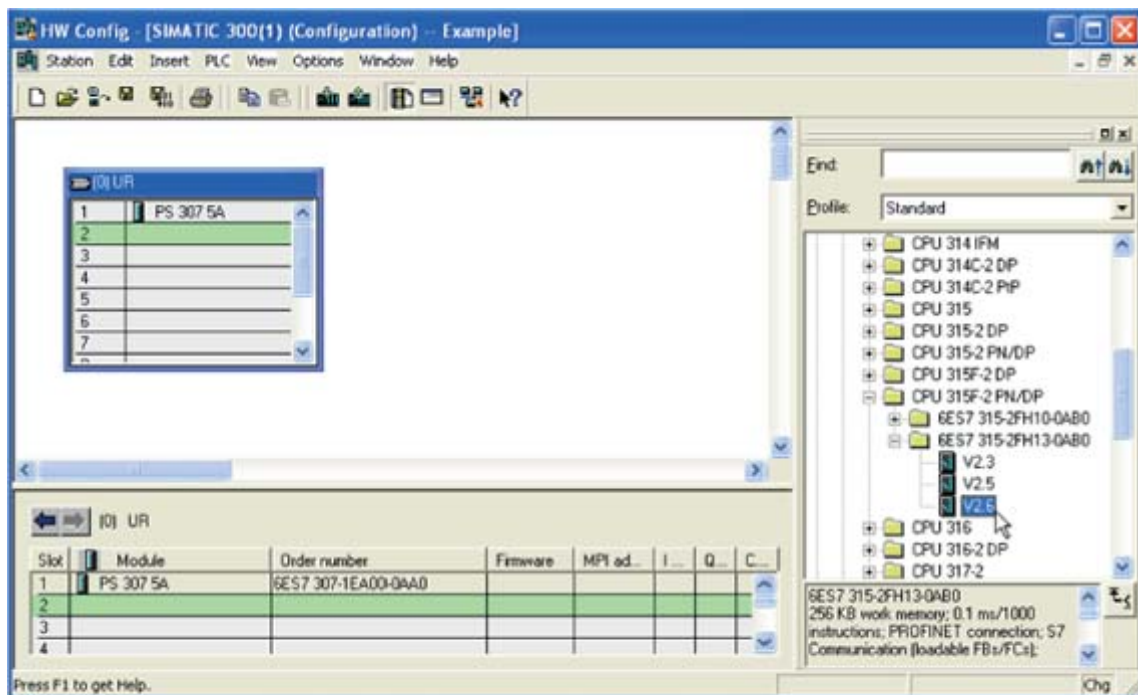 HW Config - [SIMATIC 300(1) (Configuration) -- Example]
Station Edit Insert PLC View Options Window Help
(0) UR
1 PS 307 5A
2
3
4
5
6
7
Find:
Profile: Standard
CPU 314 IFM
CPU 314C-2 DP
CPU 314C-2 PtP
CPU 315
CPU 315-2 DP
CPU 315-2 PN/DP
CPU 315F-2 DP
CPU 315F-2 PN/DP
6ES7 315-2FH10-0AB0
6ES7 315-2FH13-0AB0
V2.3
V2.5
V2.6
CPU 316
CPU 316-2 DP
CPU 317-2
6ES7 315-2FH13-0AB0
256 KB work memory; 0.1 ms/1000
instructions; PROFINET connection; S7
Communication (loadable FBs/FCs);
(0) UR
Slot Module Order number Firmware MPI ad... I... Q... C...
1 PS 307 5A 6ES7 307-1EA00-0AA0
2
3
4
Press F1 to get Help.
Chg